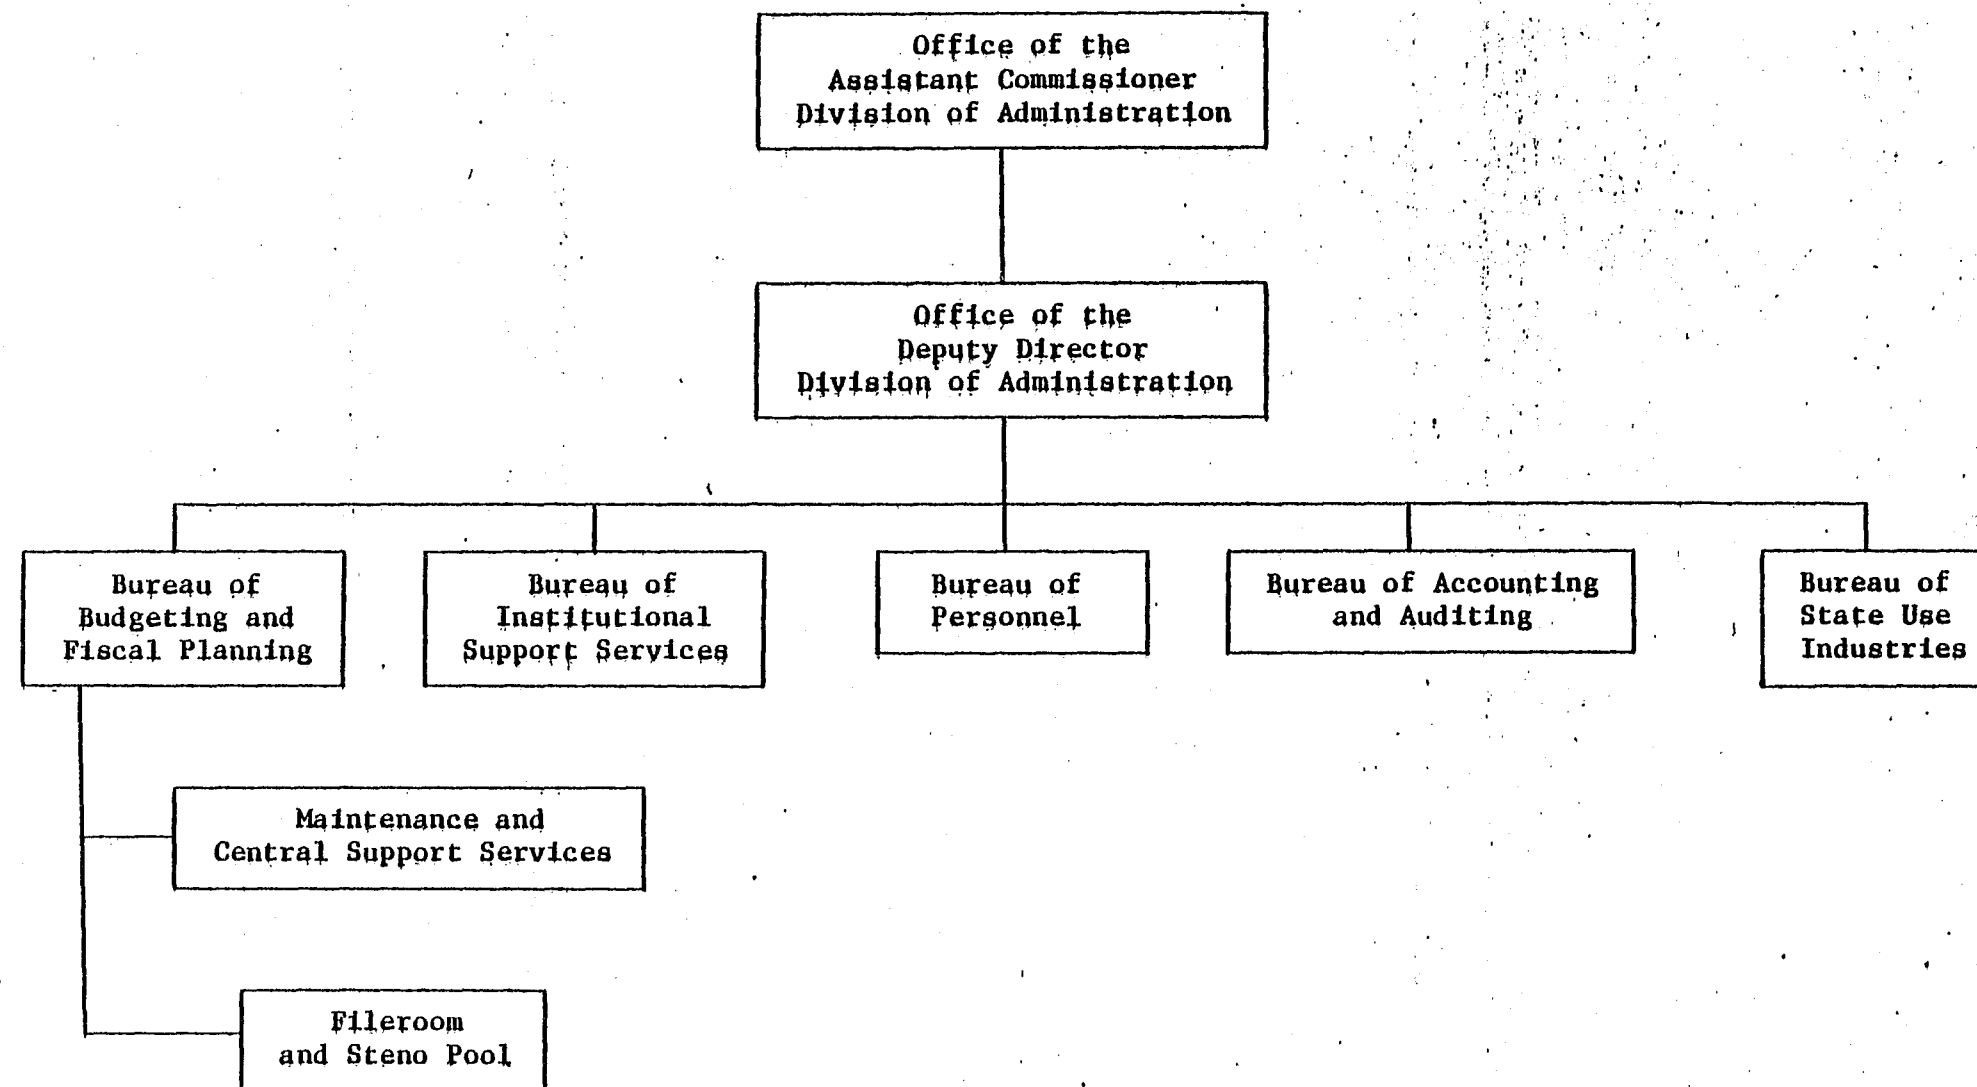 Office of the
Assistant Commissioner
Division of Administration
Office of the
Deputy Director
Division of Administration
Bureau of
Budgeting and
Fiscal Planning
Bureau of
Institutional
Support Services
Bureau of
Personnel
Bureau of Accounting
and Auditing
Bureau of
State Use
Industries
Maintenance and
Central Support Services
Fileroom
and Steno Pool